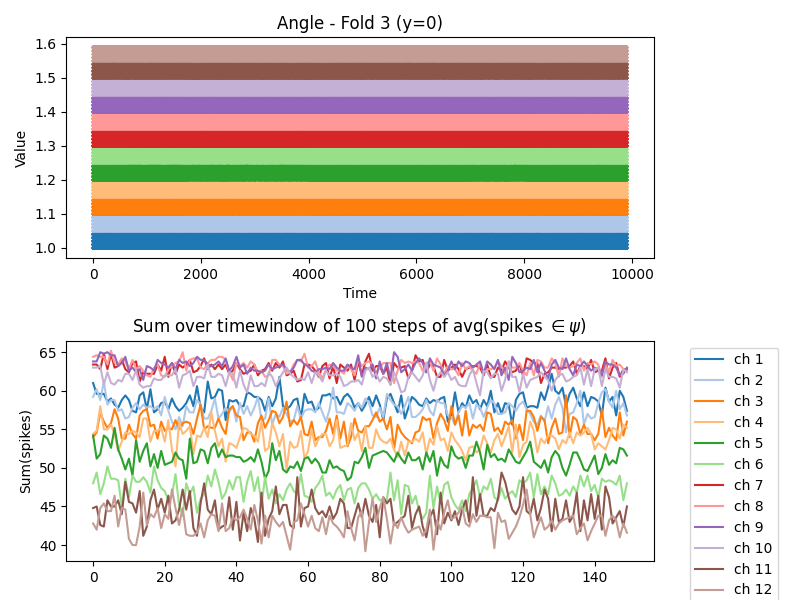 Angle - Fold 3 (y=0)
1.6
1.5
1.4
1.3
1.2
1.1
1.0
Value
0 2000 4000 6000 8000 10000
Time
Sum over timewindow of 100 steps of avg(spikes ∈ ψ)
65
60
55
50
45
40
Sum(spikes)
0 20 40 60 80 100 120 140
ch 1
ch 2
ch 3
ch 4
ch 5
ch 6
ch 7
ch 8
ch 9
ch 10
ch 11
ch 12